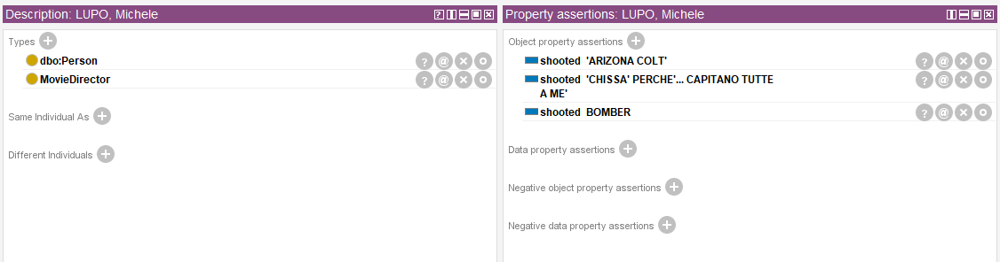 Description: LUPO, Michele
Types
dbo:Person
MovieDirector
Same Individual As
Different Individuals
Property assertions: LUPO, Michele
Object property assertions
shooted 'ARIZONA COLT'
shooted 'CHISSA' PERCHE'... CAPITANO TUTTE
A ME'
shooted BOMBER
Data property assertions
Negative object property assertions
Negative data property assertions